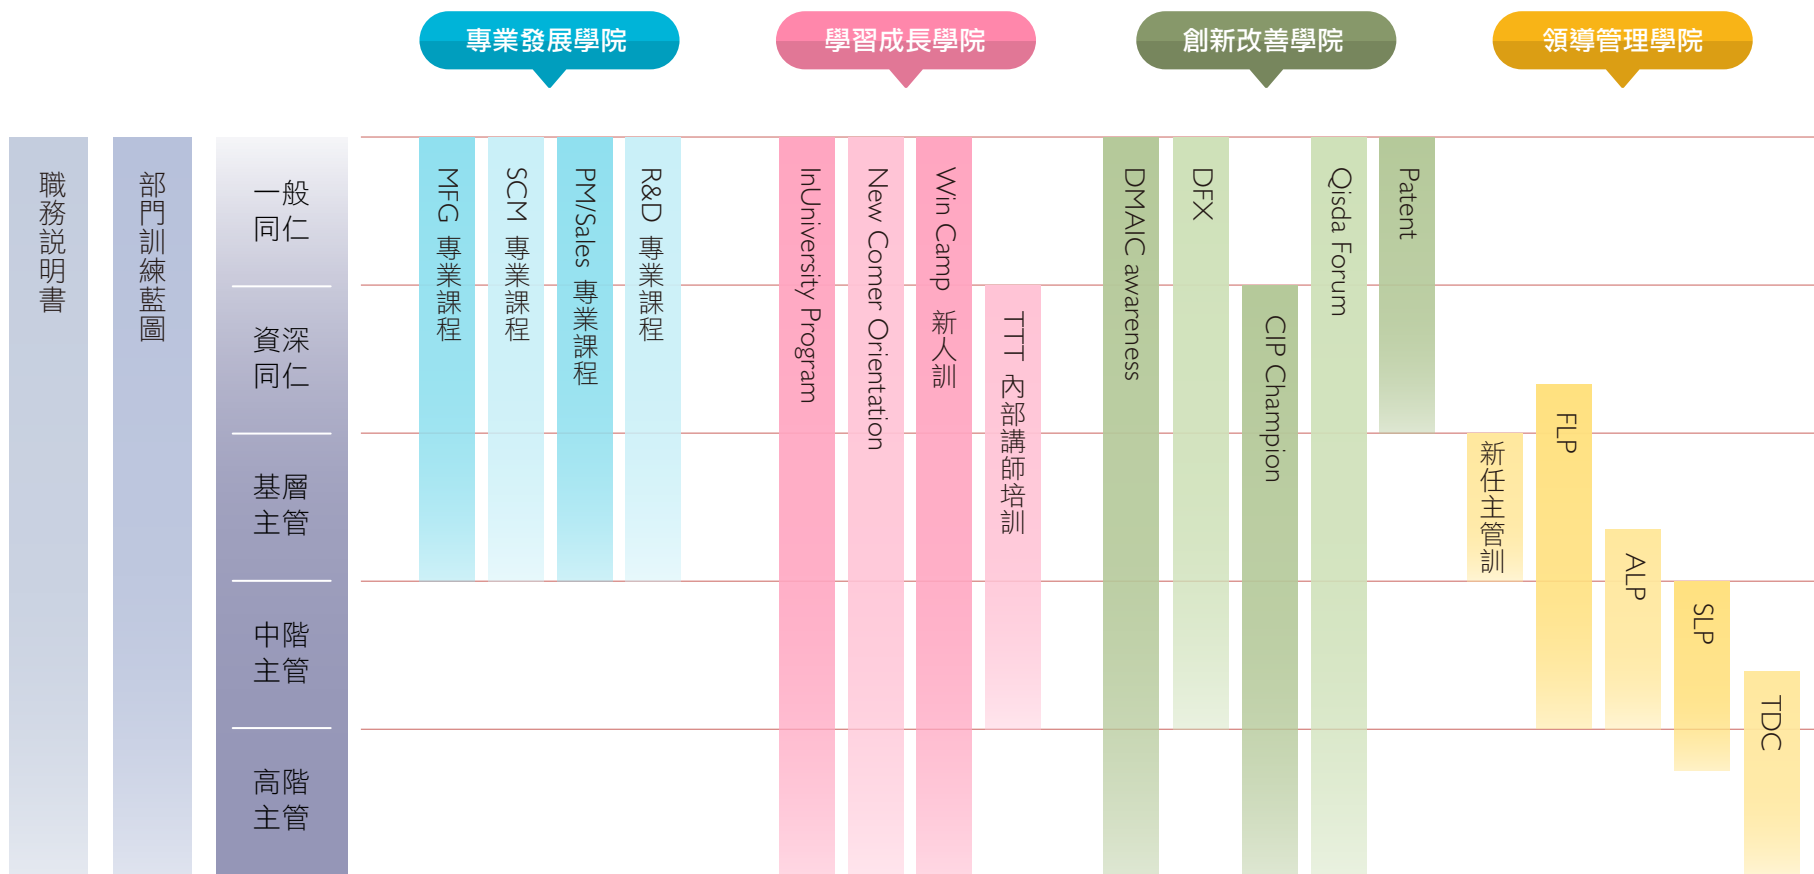 專業發展學院
學習成長學院
創新改善學院
領導管理學院
職務説明書
部門訓練藍圖
一般
同仁
資深
同仁
基層
主管
中階
主管
高階
主管
MFG 專業課程
SCM 專業課程
PM/Sales 專業課程
R&D 專業課程
InUniversity Program
New Comer Orientation
Win Camp 新人訓
TTT 內部講師培訓
DMAIC awareness
DFX
CIP Champion
Qisda Forum
Patent
新任主管訓
FLP
ALP
SLP
TDC